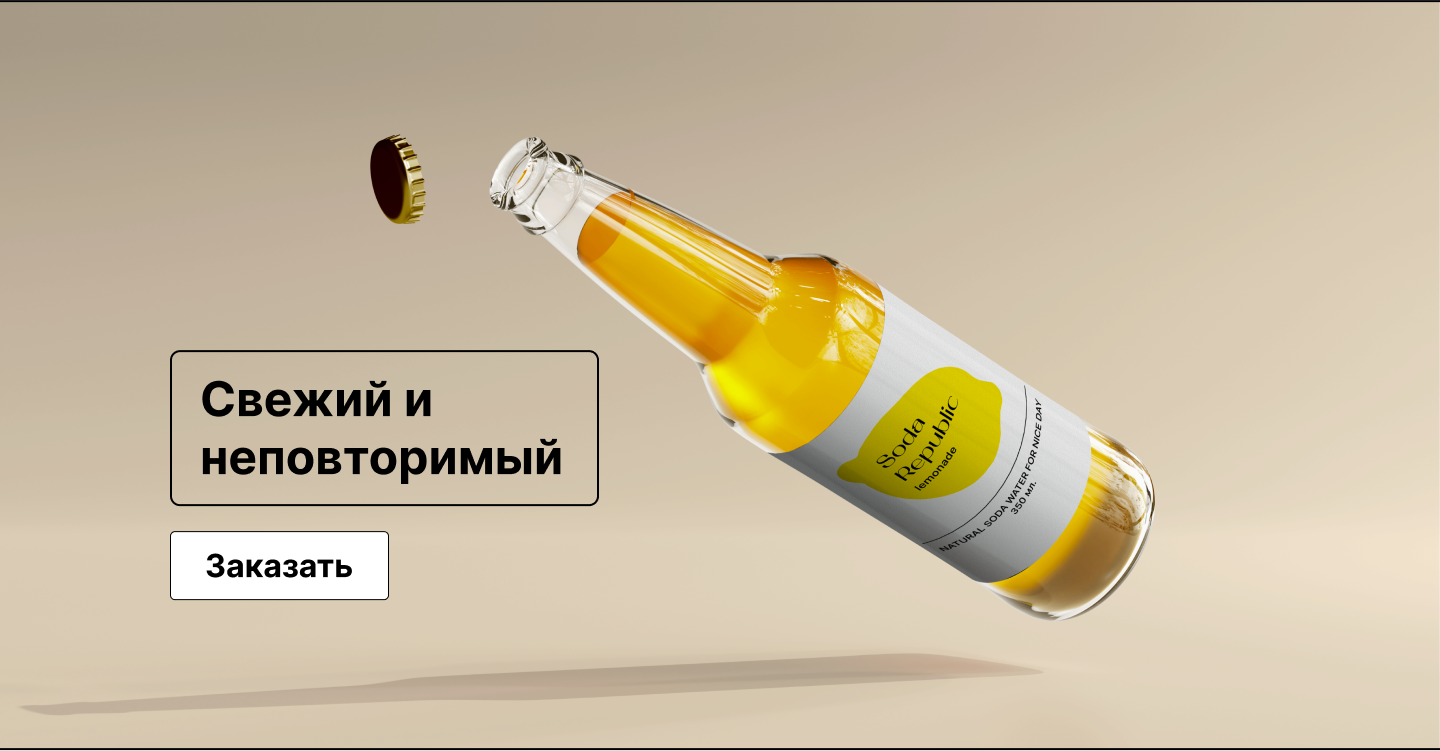 Свежий и
неповторимый
Заказать
Soda
Republic
lemonade
NATURAL SODA WATER FOR NICE DAY
350 мл.